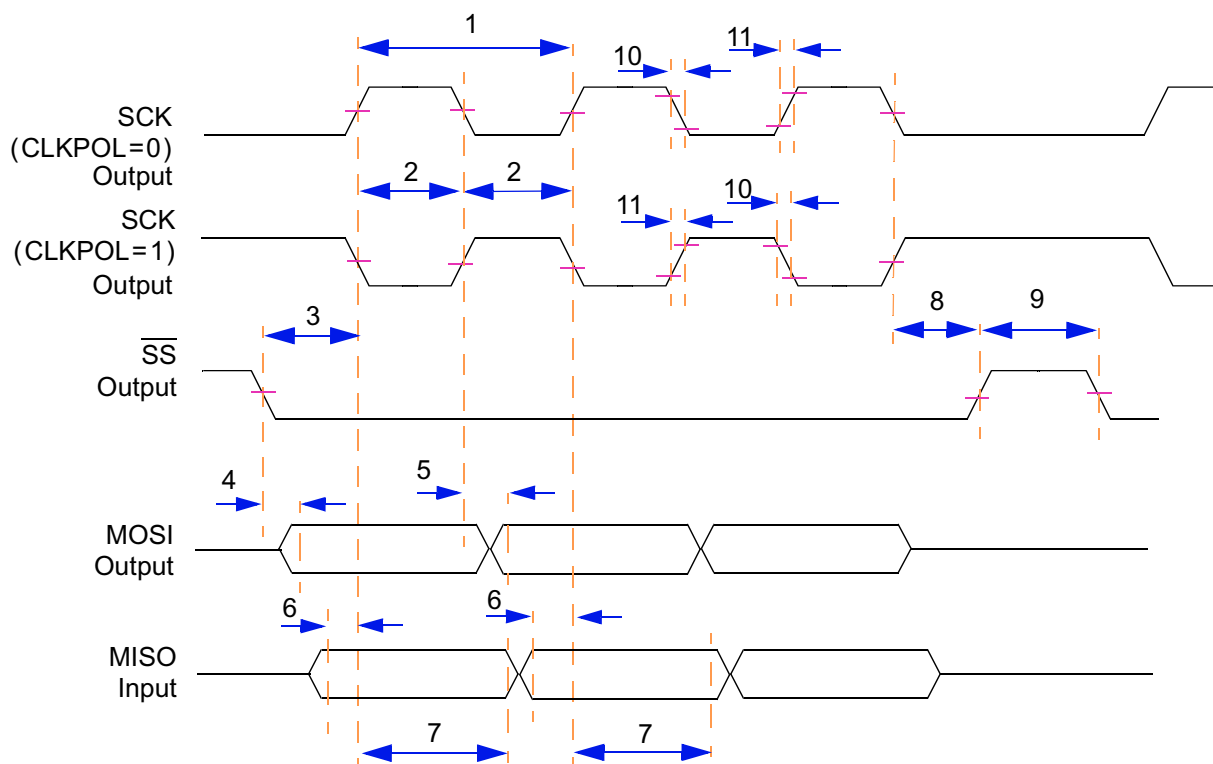 1
11
10
SCK
(CLKPOL=0)
Output
2
2
10
11
SCK
(CLKPOL=1)
Output
3
8
9
SS
Output
4
5
MOSI
Output
6
6
MISO
Input
7
7